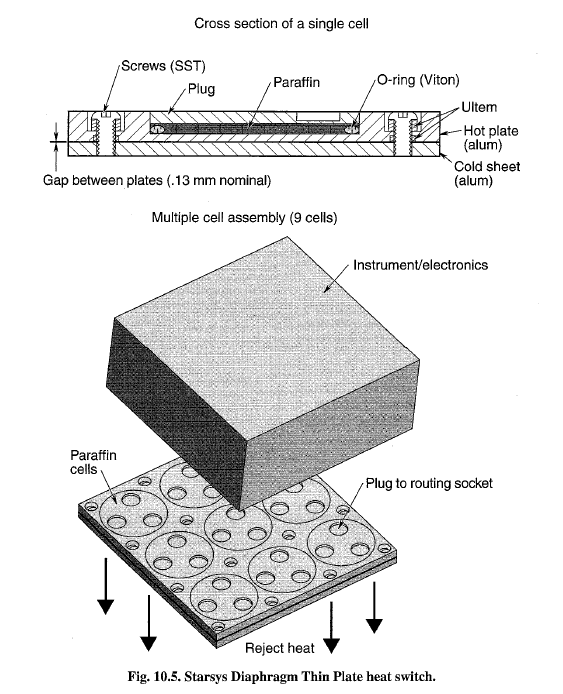 Cross section of a single cell
Screws (SST)
Plug
Paraffin
O-ring (Viton)
Ultem
Hot plate
(alum)
Cold sheet
(alum)
Gap between plates (.13 mm nominal)
Multiple cell assembly (9 cells)
Instrument/electronics
Paraffin
cells
Plug to routing socket
Reject heat
Fig. 10.5. Starsys Diaphragm Thin Plate heat switch.